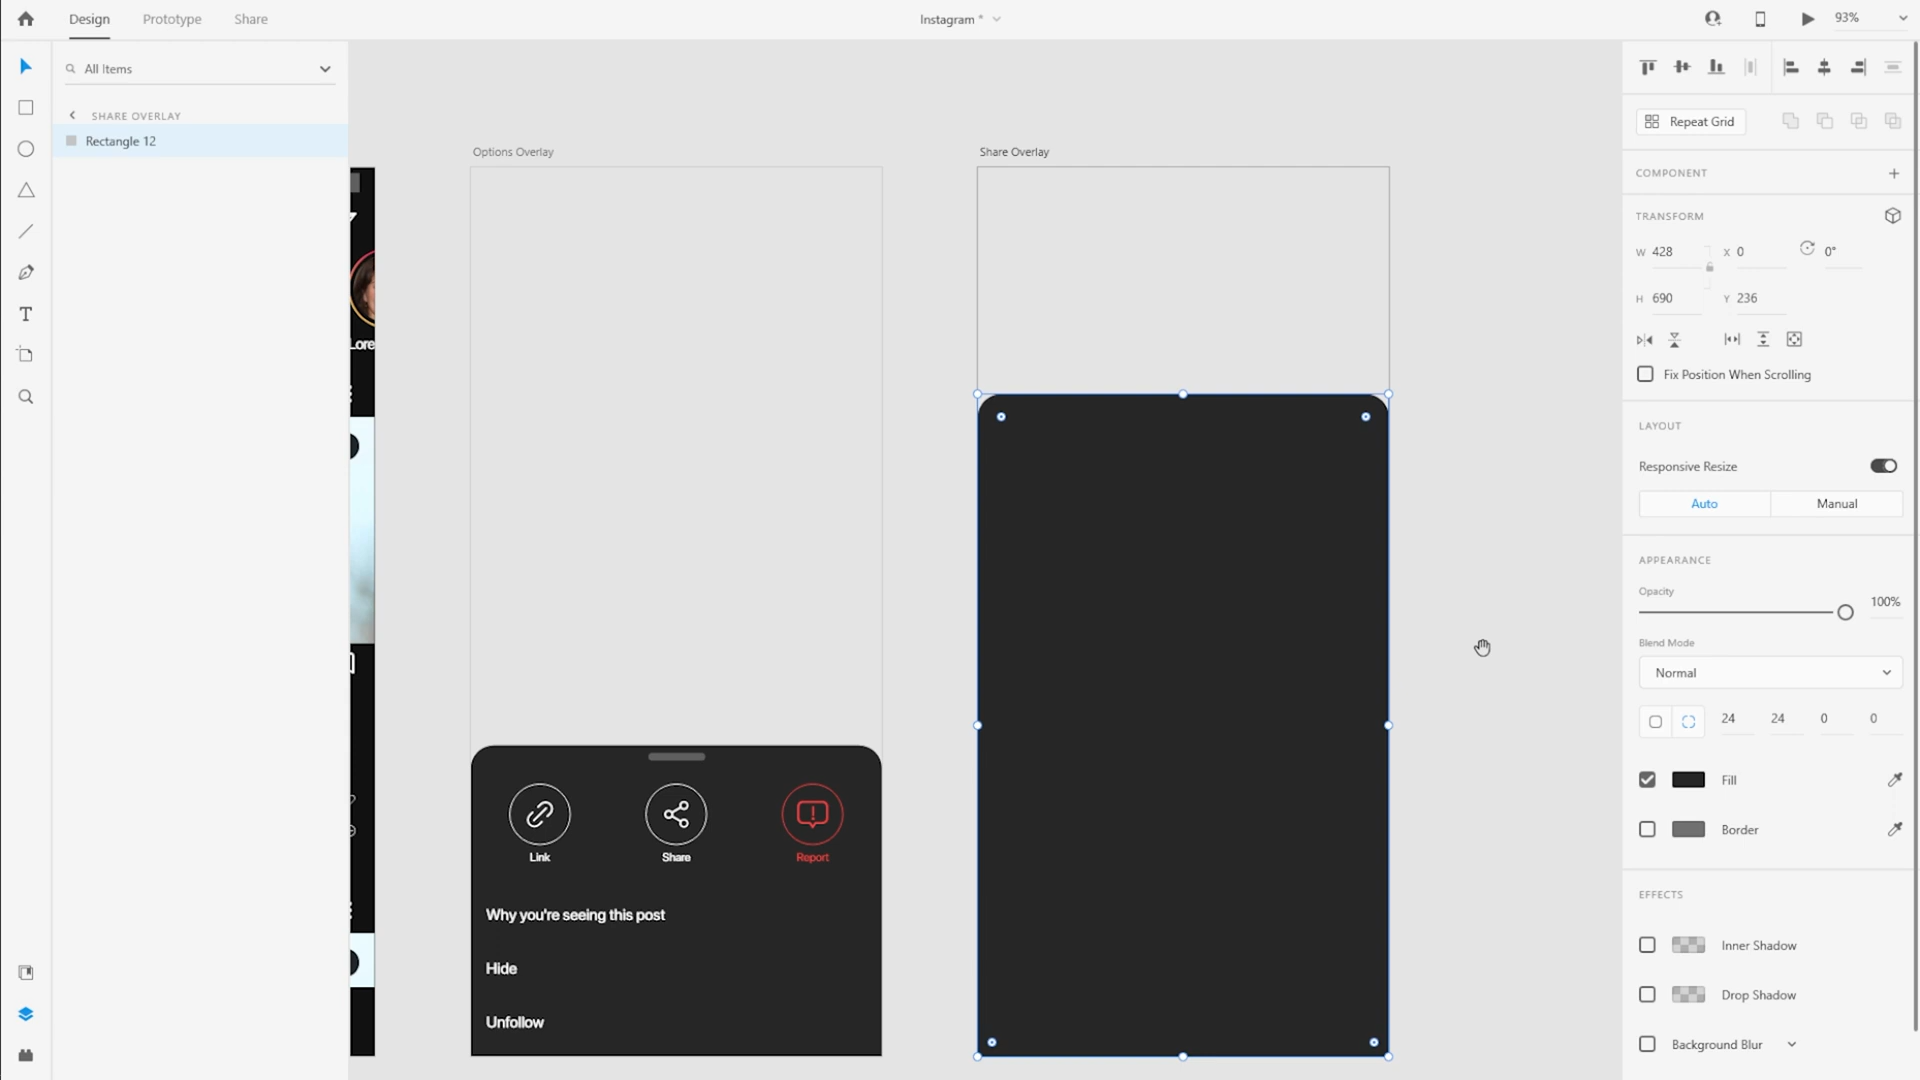 Design
Prototype
Share
Instagram *
93%
All Items
SHARE OVERLAY
Rectangle 12
Lore
Options Overlay
Link
Share
Report
Why you're seeing this post
Hide
Unfollow
Share Overlay
Repeat Grid
COMPONENT
TRANSFORM
W 428
X 0
0°
H 690
Y 236
Fix Position When Scrolling
LAYOUT
Responsive Resize
Auto
Manual
APPEARANCE
Opacity
100%
Blend Mode
Normal
24 24 0 0
Fill
Border
EFFECTS
Inner Shadow
Drop Shadow
Background Blur